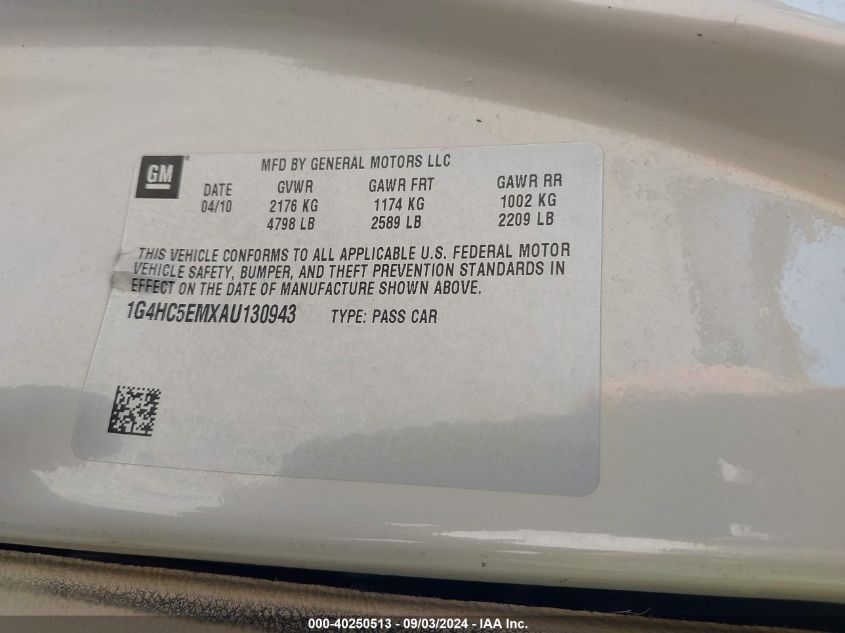 GM
MFD BY GENERAL MOTORS LLC
DATE GVWR GAWR FRT GAWR RR
04/10 2176 KG 1174 KG 1002 KG
4798 LB 2589 LB 2209 LB
THIS VEHICLE CONFORMS TO ALL APPLICABLE U.S. FEDERAL MOTOR
VEHICLE SAFETY, BUMPER, AND THEFT PREVENTION STANDARDS IN
EFFECT ON THE DATE OF MANUFACTURE SHOWN ABOVE.
1G4HC5EMXAU130943 TYPE: PASS CAR
000-40250513 - 09/03/2024 - IAA Inc.